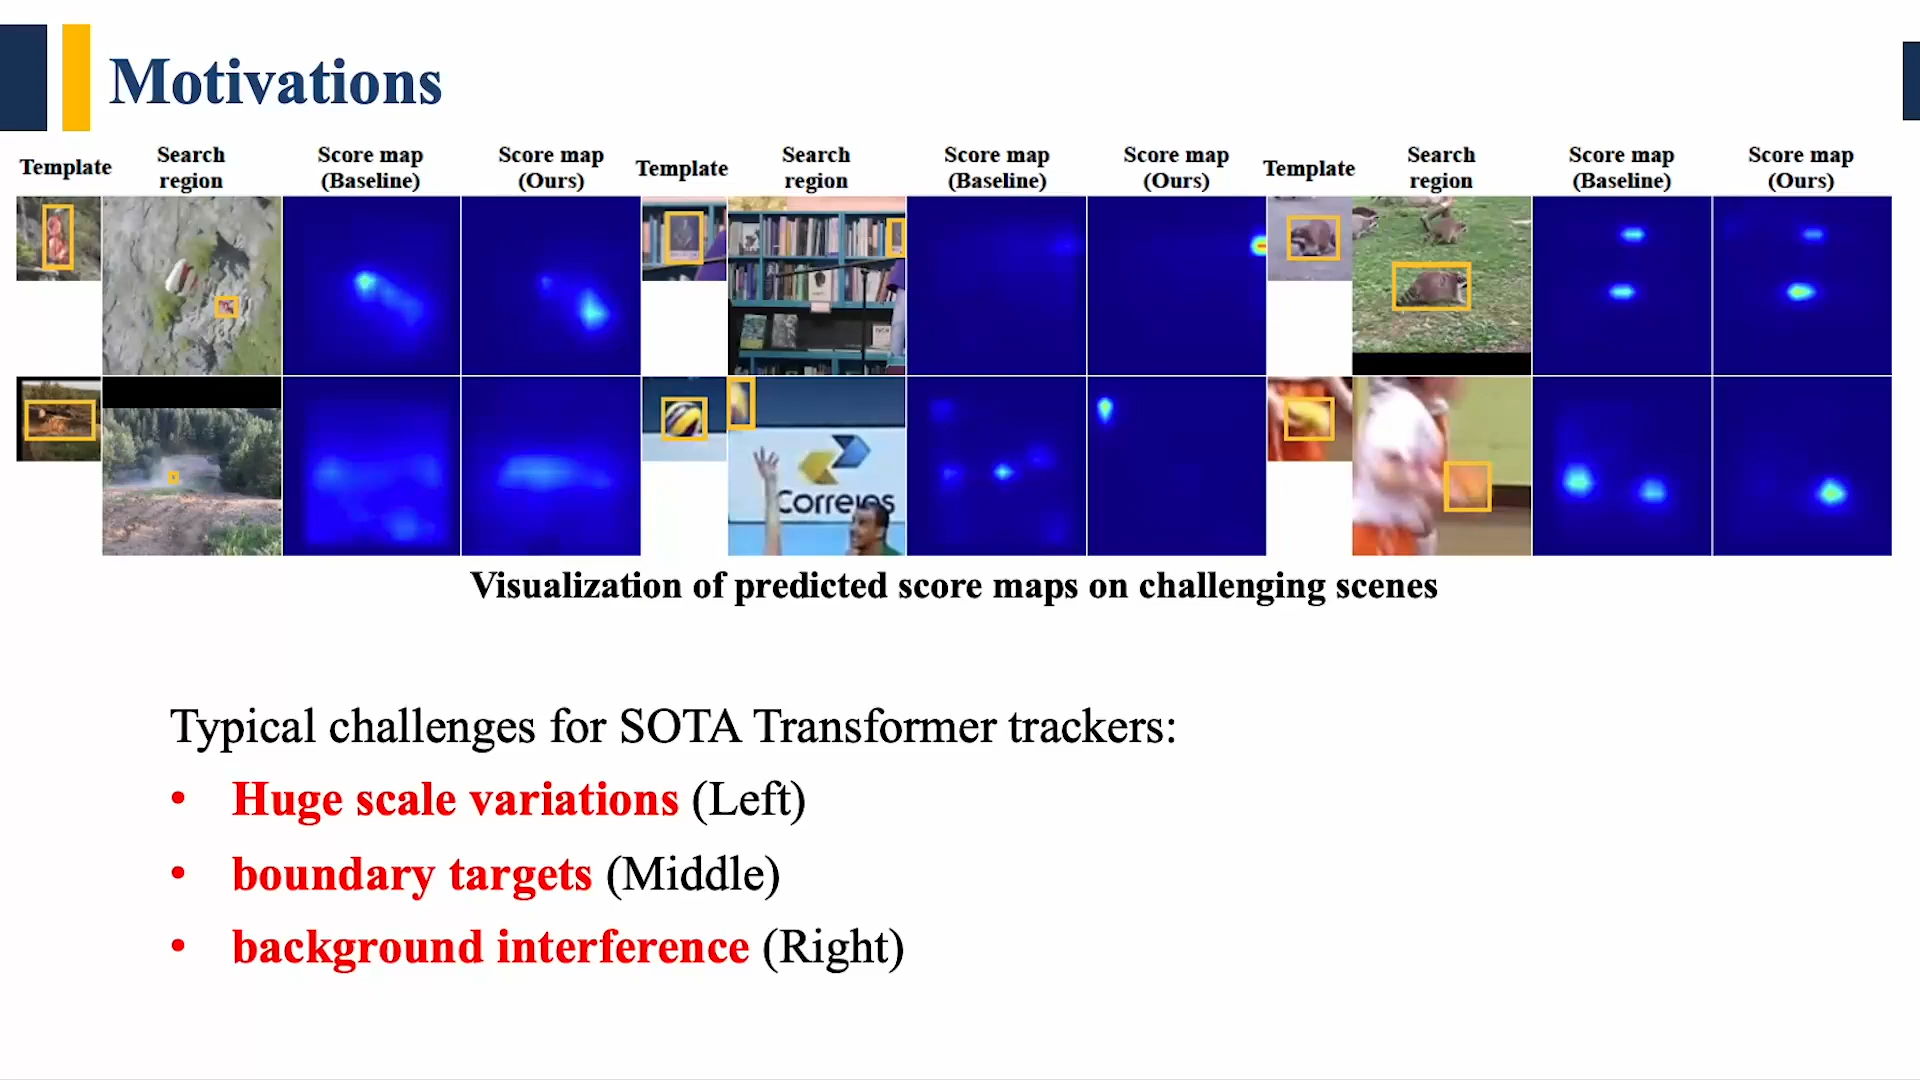 Motivations
Template
Search
region
Score map
(Baseline)
Score map
(Ours)
Template
Search
region
Score map
(Baseline)
Score map
(Ours)
Template
Search
region
Score map
(Baseline)
Score map
(Ours)
Correios
Visualization of predicted score maps on challenging scenes
Typical challenges for SOTA Transformer trackers:
• Huge scale variations (Left)
• boundary targets (Middle)
• background interference (Right)